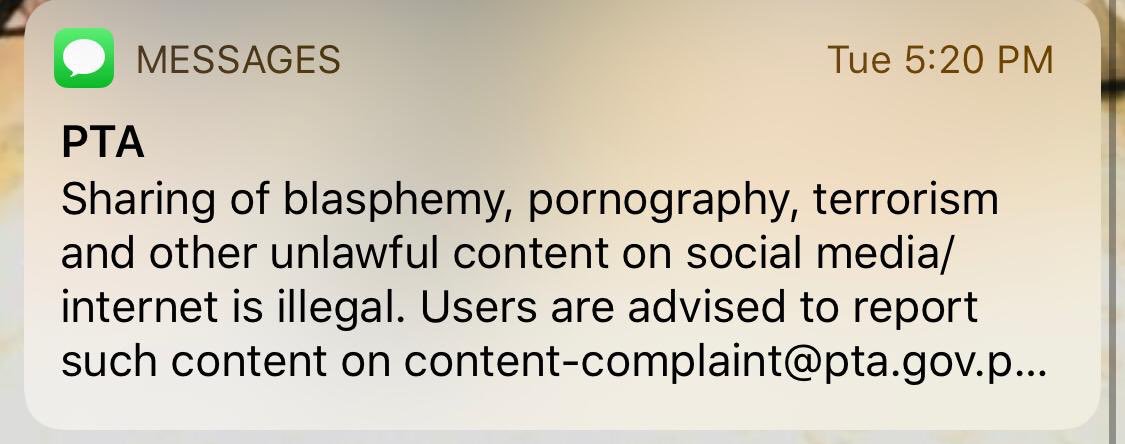 MESSAGES
Tue 5:20 PM
PTA
Sharing of blasphemy, pornography, terrorism
and other unlawful content on social media/
internet is illegal. Users are advised to report
such content on content-complaint@pta.gov.p...